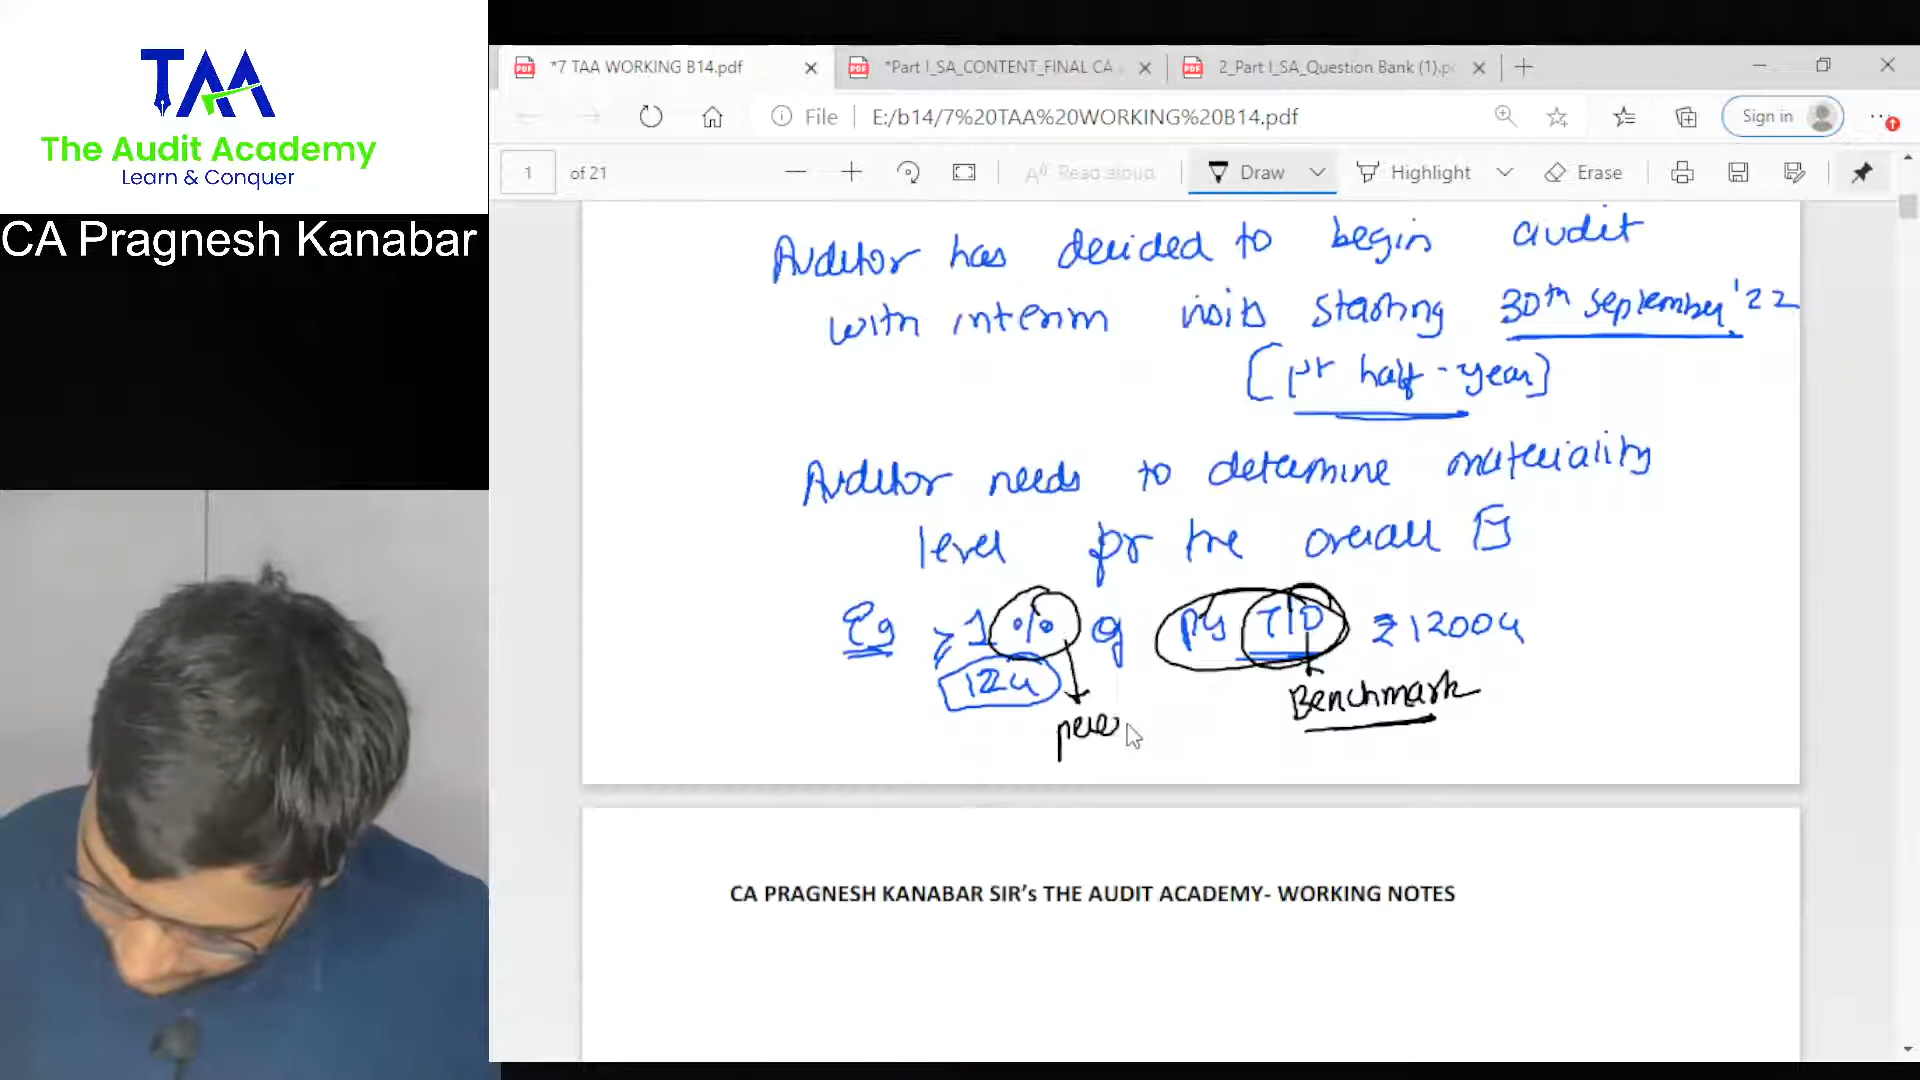 TAA
The Audit Academy
Learn & Conquer
CA Pragnesh Kanabar
*7 TAA WORKING B14.pdf
*Part I_SA_CONTENT_FINAL CA
2_Part I_SA_Question Bank (1).p
File E:/b14/7%20TAA%20WORKING%20B14.pdf
Sign in
1 of 21
Read aloud
Draw
Highlight
Erase
Auditor has decided to begin audit
with interim visits starting 30th September '22
[for half-year]
Auditor needs to determine materiality
level for the overall FS
Eg ≥ 1 % of PY T/O ₹ 1200cr
12cr
Benchmark
perce
CA PRAGNESH KANABAR SIR's THE AUDIT ACADEMY- WORKING NOTES